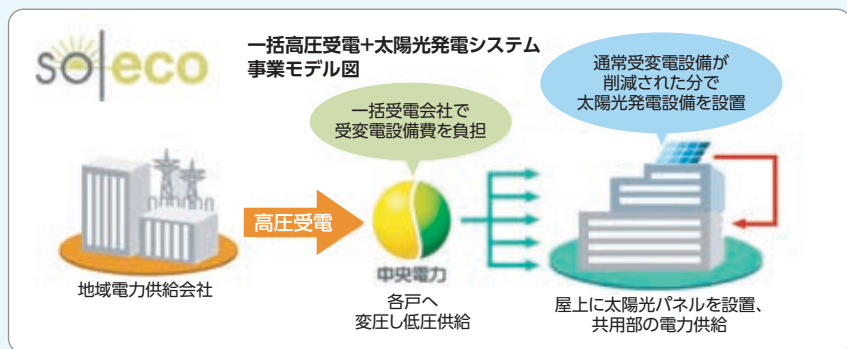 soleco
一括高圧受電+太陽光発電システム
事業モデル図
通常受変電設備が
削減された分で
太陽光発電設備を設置
一括受電会社で
受変電設備費を負担
高圧受電
中央電力
地域電力供給会社
各戸へ
変圧し低圧供給
屋上に太陽光パネルを設置、
共用部の電力供給